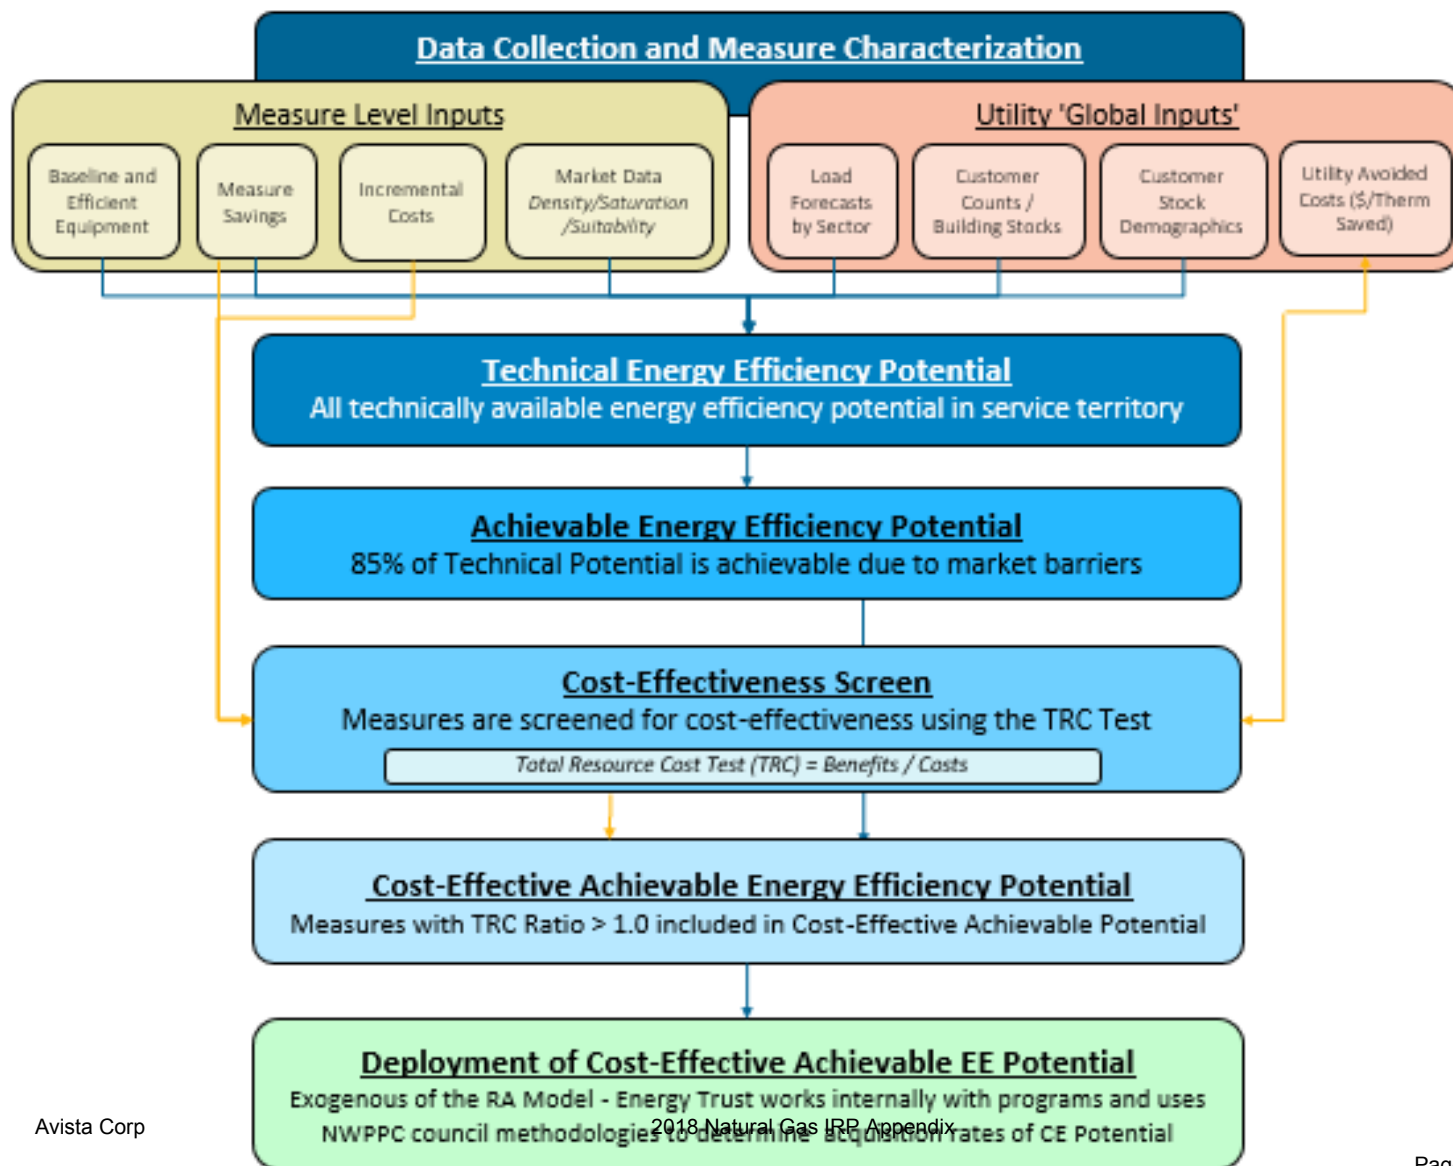 Data Collection and Measure Characterization
Measure Level Inputs
Baseline and
Efficient
Equipment
Measure
Savings
Incremental
Costs
Market Data
Density/Saturation
/Suitability
Utility 'Global Inputs'
Load
Forecasts
by Sector
Customer
Counts /
Building Stocks
Customer
Stock
Demographics
Utility Avoided
Costs ($/Therm
Saved)
Technical Energy Efficiency Potential
All technically available energy efficiency potential in service territory
Achievable Energy Efficiency Potential
85% of Technical Potential is achievable due to market barriers
Cost-Effectiveness Screen
Measures are screened for cost-effectiveness using the TRC Test
Total Resource Cost Test (TRC) = Benefits / Costs
Cost-Effective Achievable Energy Efficiency Potential
Measures with TRC Ratio > 1.0 included in Cost-Effective Achievable Potential
Deployment of Cost-Effective Achievable EE Potential
Exogenous of the RA Model - Energy Trust works internally with programs and uses
NWPPC council methodologies to determine acquisition rates of CE Potential
Avista Corp
2018 Natural Gas IRP Appendix
Pag